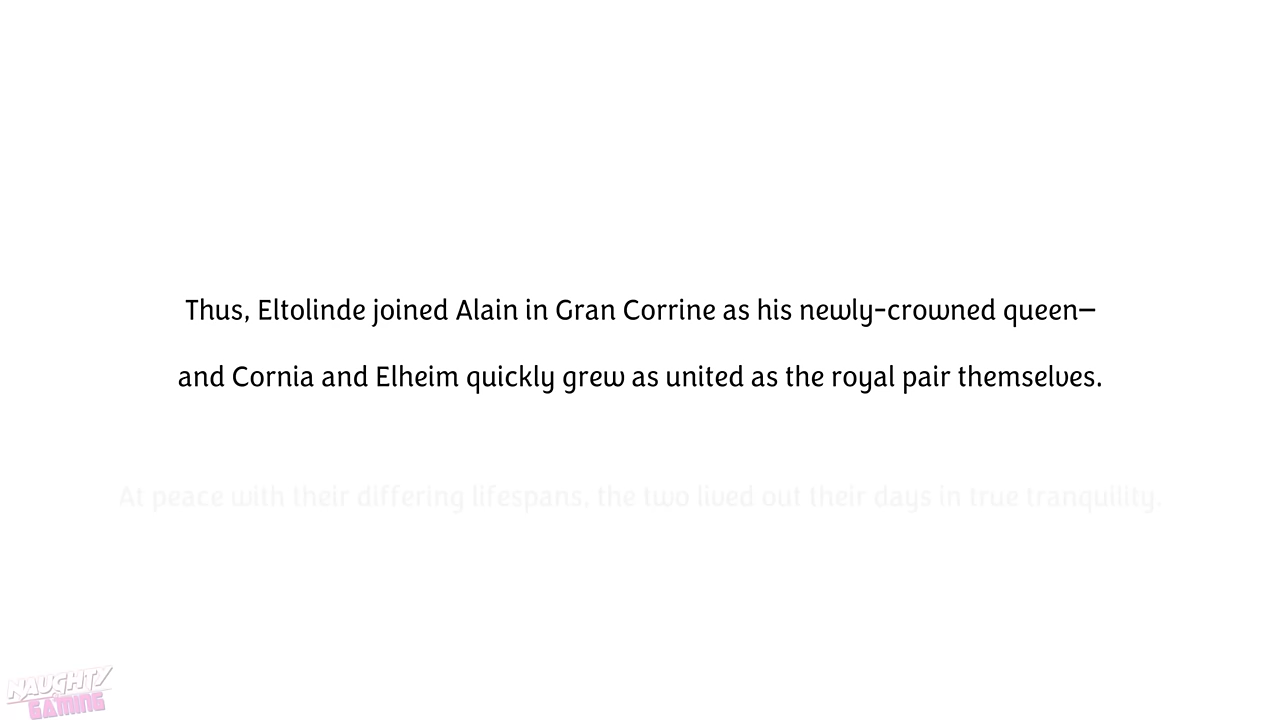 Thus, Eltolinde joined Alain in Gran Corrine as his newly-crowned queen—
and Cornia and Elheim quickly grew as united as the royal pair themselves.
At peace with their differing lifespans, the two lived out their days in true tranquility.
NAUGHTY
GAMING